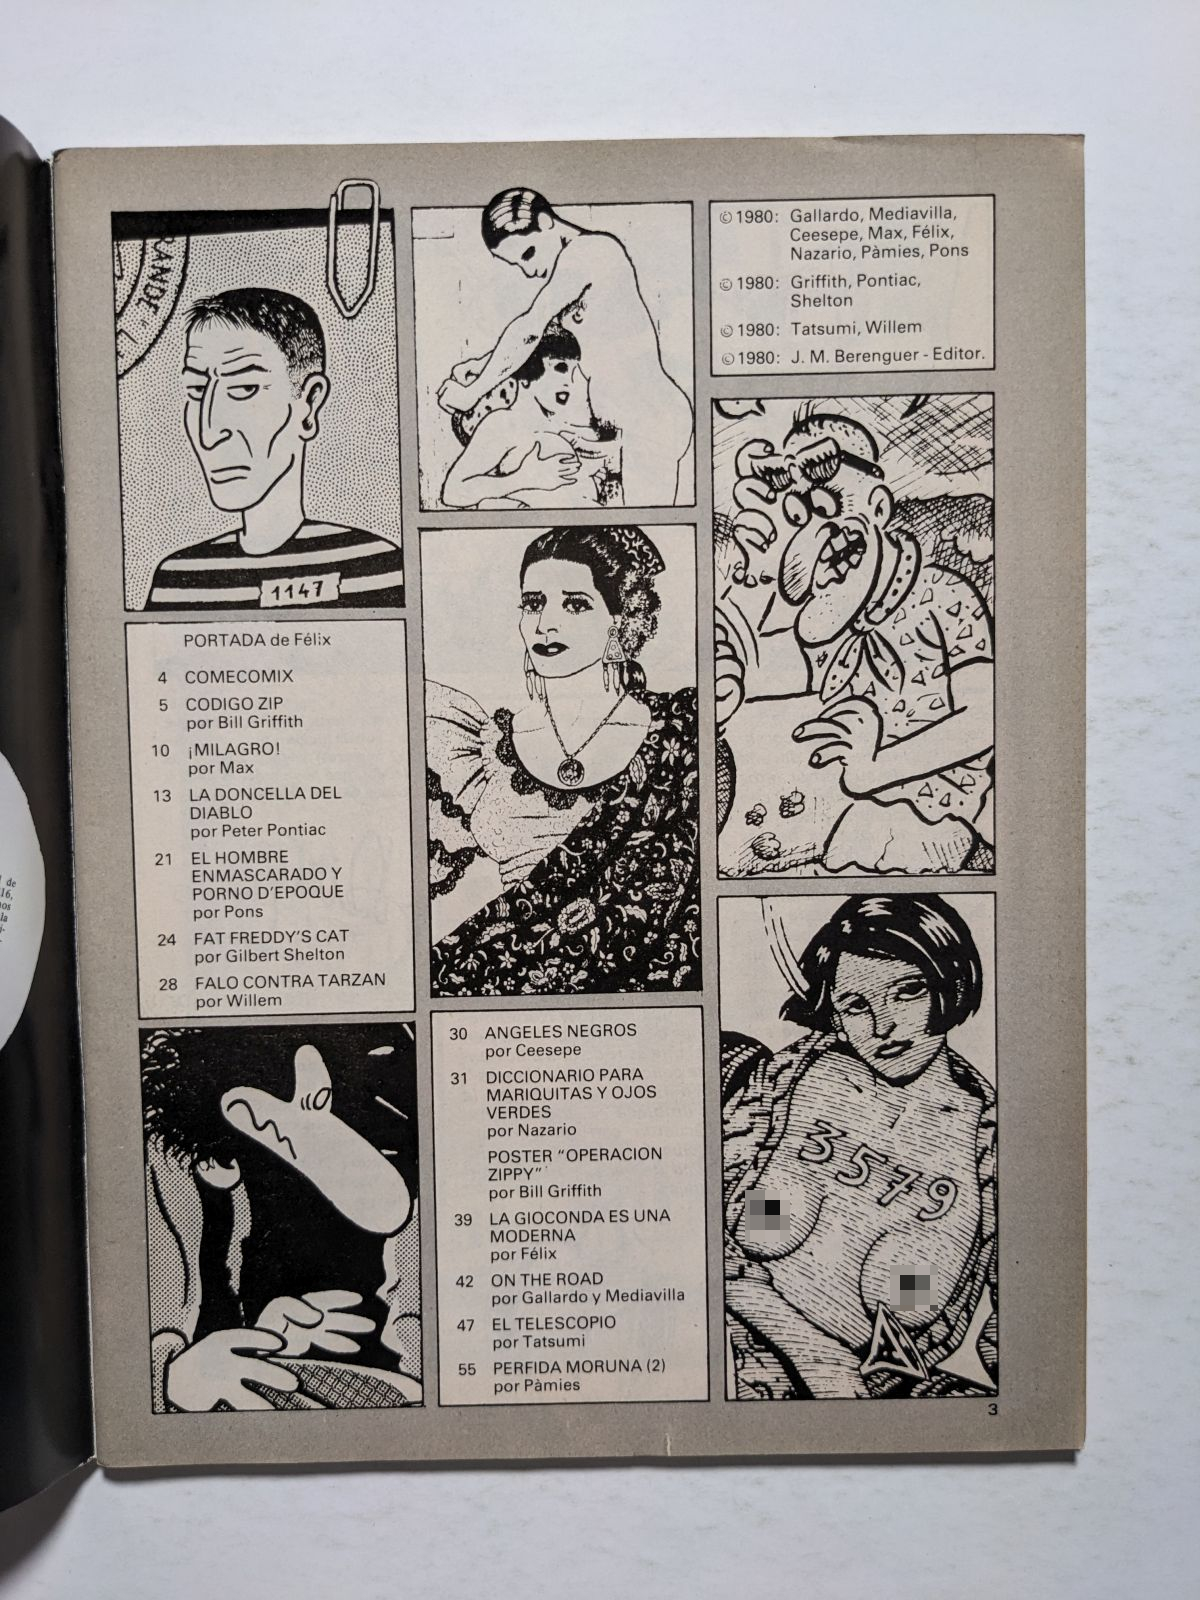 © 1980: Gallardo, Mediavilla,
Ceesepe, Max, Félix,
Nazario, Pàmies, Pons
© 1980: Griffith, Pontiac,
Shelton
© 1980: Tatsumi, Willem
© 1980: J. M. Berenguer - Editor.
1147
PORTADA de Félix
4 COMECOMIX
5 CODIGO ZIP
por Bill Griffith
10 ¡MILAGRO!
por Max
13 LA DONCELLA DEL
DIABLO
por Peter Pontiac
21 EL HOMBRE
ENMASCARADO Y
PORNO D'EPOQUE
por Pons
24 FAT FREDDY'S CAT
por Gilbert Shelton
28 FALO CONTRA TARZAN
por Willem
30 ANGELES NEGROS
por Ceesepe
31 DICCIONARIO PARA
MARIQUITAS Y OJOS
VERDES
por Nazario
POSTER “OPERACION
ZIPPY”
por Bill Griffith
39 LA GIOCONDA ES UNA
MODERNA
por Félix
42 ON THE ROAD
por Gallardo y Mediavilla
47 EL TELESCOPIO
por Tatsumi
55 PERFIDA MORUNA (2)
por Pàmies
3579
3